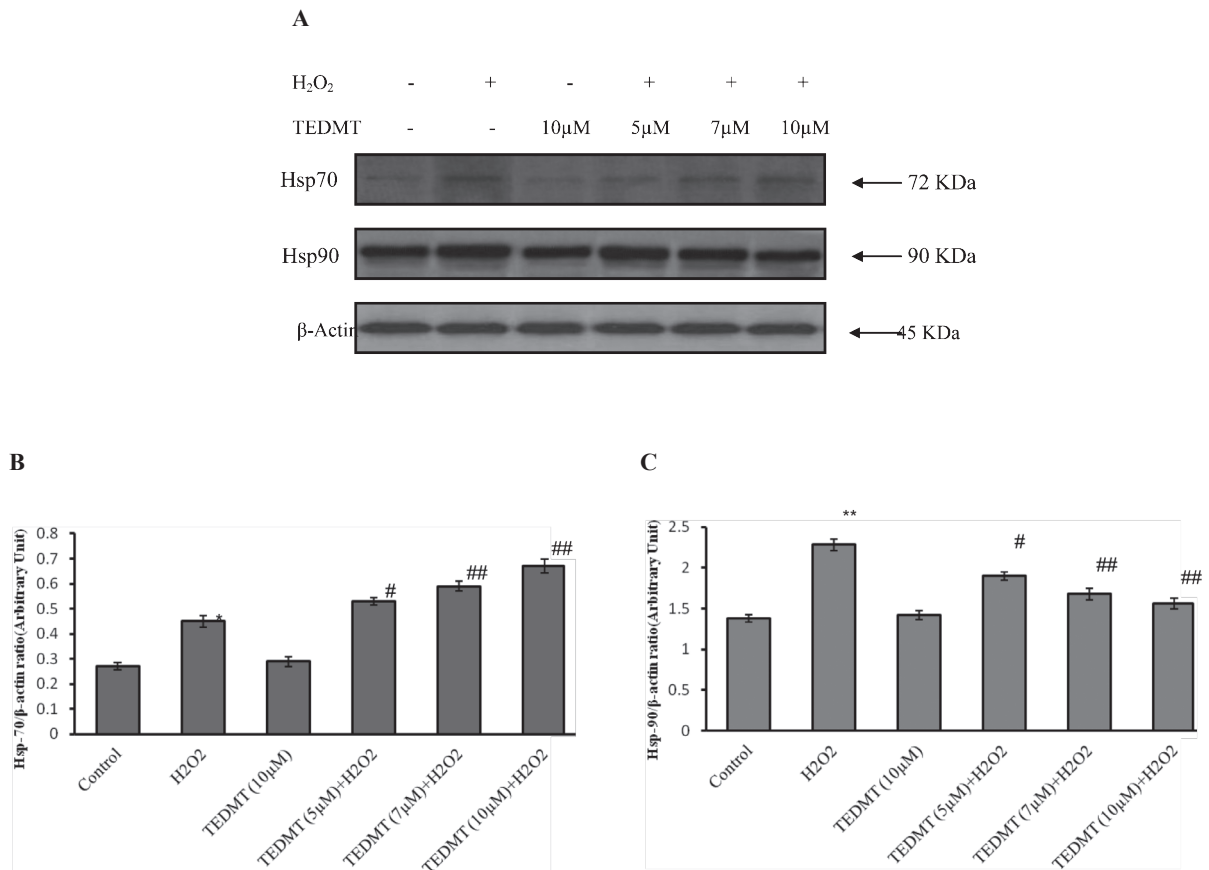 A
H₂O₂ - + - + + +
TEDMT - - 10µM 5µM 7µM 10µM
Hsp70 72 KDa
Hsp90 90 KDa
β-Actin 45 KDa
B
Hsp-70/β-actin ratio(Arbitrary Unit)
0.8
0.7
0.6
0.5
0.4
0.3
0.2
0.1
0
*
#
##
##
Control
H2O2
TEDMT (10µM)
TEDMT (5µM)+H2O2
TEDMT (7µM)+H2O2
TEDMT (10µM)+H2O2
C
Hsp-90/β-actin ratio(Arbitrary Unit)
2.5
2
1.5
1
0.5
0
**
#
##
##
Control
H2O2
TEDMT (10µM)
TEDMT (5µM)+H2O2
TEDMT (7µM)+H2O2
TEDMT (10µM)+H2O2